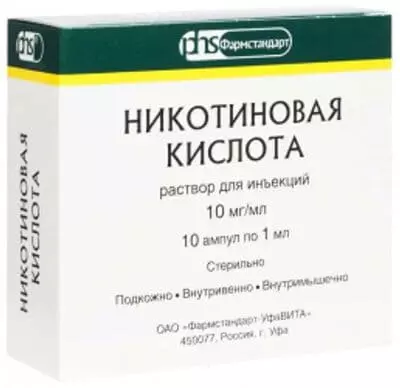 phs Фармстандарт
НИКОТИНОВАЯ
КИСЛОТА
раствор для инъекций
10 мг/мл
10 ампул по 1 мл
Стерильно
Подкожно • Внутривенно • Внутримышечно
ОАО «Фармстандарт-УфаВИТА»
450077, Россия, г. Уфа
НИКОТИНОВАЯ
КИСЛОТА